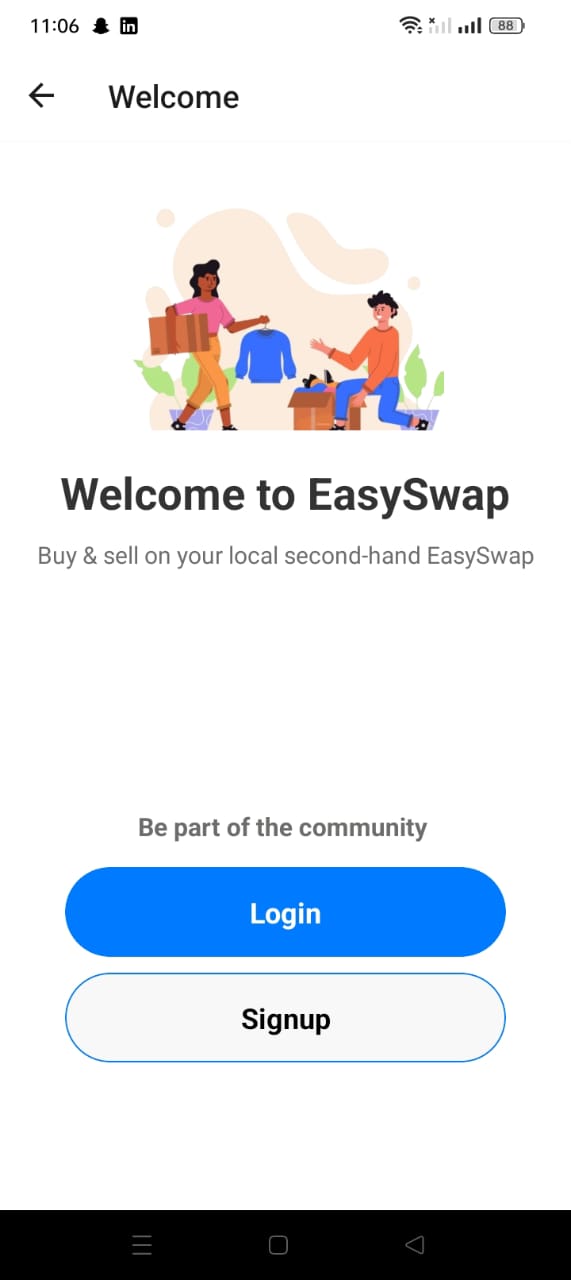 11:06
88
Welcome
Welcome to EasySwap
Buy & sell on your local second-hand EasySwap
Be part of the community
Login
Signup